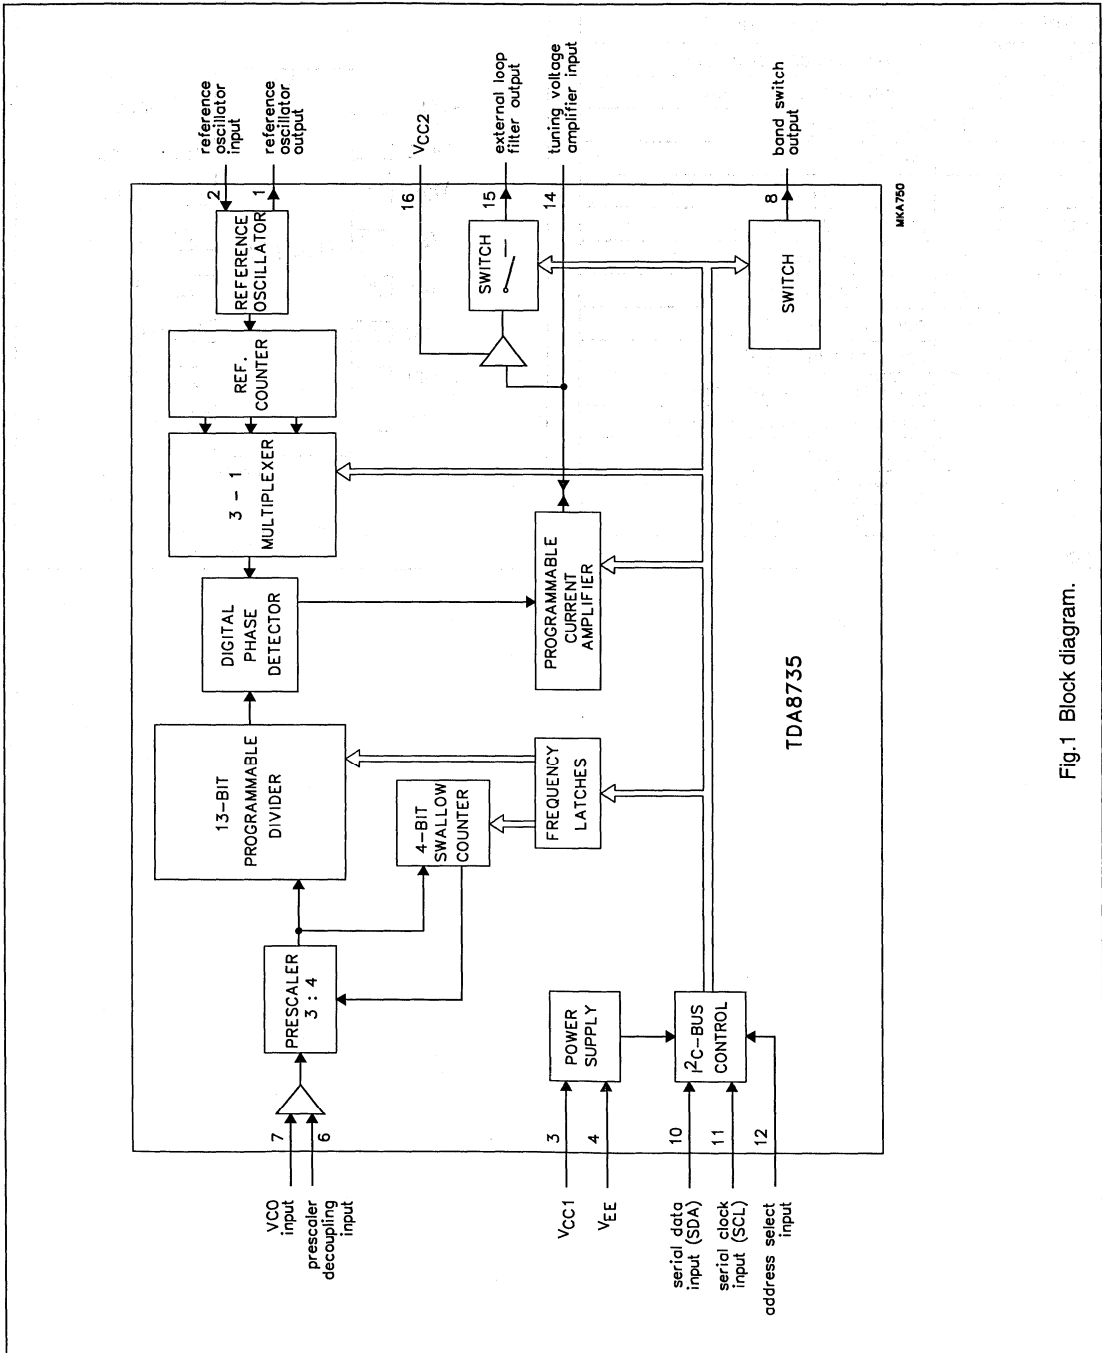 VCO
input
prescaler
decoupling
input
7
6
PRESCALER
3 : 4
13-BIT
PROGRAMMABLE
DIVIDER
4-BIT
SWALLOW
COUNTER
FREQUENCY
LATCHES
DIGITAL
PHASE
DETECTOR
3 - 1
MULTIPLEXER
REF.
COUNTER
REFERENCE
OSCILLATOR
2
1
reference
oscillator
input
reference
oscillator
output
PROGRAMMABLE
CURRENT
AMPLIFIER
SWITCH
16
15
14
VCC2
external loop
filter output
tuning voltage
amplifier input
VCC1
VEE
3
4
POWER
SUPPLY
serial data
input (SDA)
serial clock
input (SCL)
address select
input
10
11
12
I²C-BUS
CONTROL
TDA8735
SWITCH
8
band switch
output
MKA750
Fig.1 Block diagram.